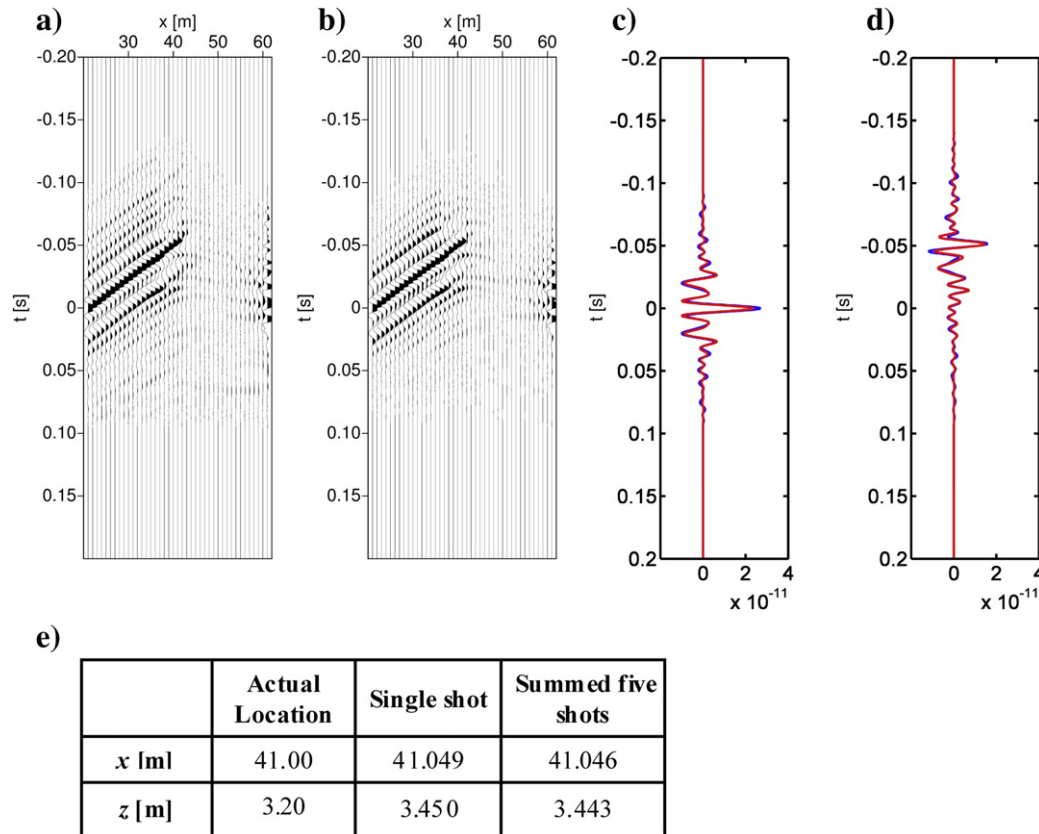 a)
x [m]
30 40 50 60
-0.20
-0.15
-0.10
-0.05
0
0.05
0.10
0.15
t [s]
b)
x [m]
30 40 50 60
-0.20
-0.15
-0.10
-0.05
0
0.05
0.10
0.15
t [s]
c)
-0.2
-0.15
-0.1
-0.05
0
0.05
0.1
0.15
0.2
t [s]
0 2 4
x 10-11
d)
-0.2
-0.15
-0.1
-0.05
0
0.05
0.1
0.15
0.2
t [s]
0 2 4
x 10-11
e)
Actual Location Single shot Summed five shots
x [m] 41.00 41.049 41.046
z [m] 3.20 3.450 3.443